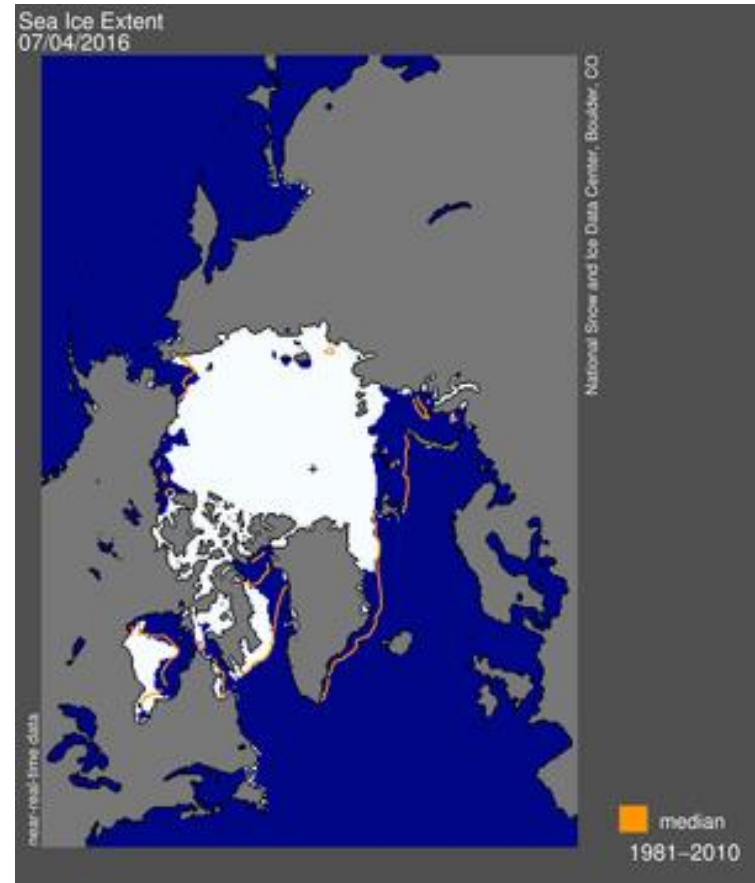 Sea Ice Extent
07/04/2016
National Snow and Ice Data Center, Boulder, CO
near-real-time data
median
1981–2010